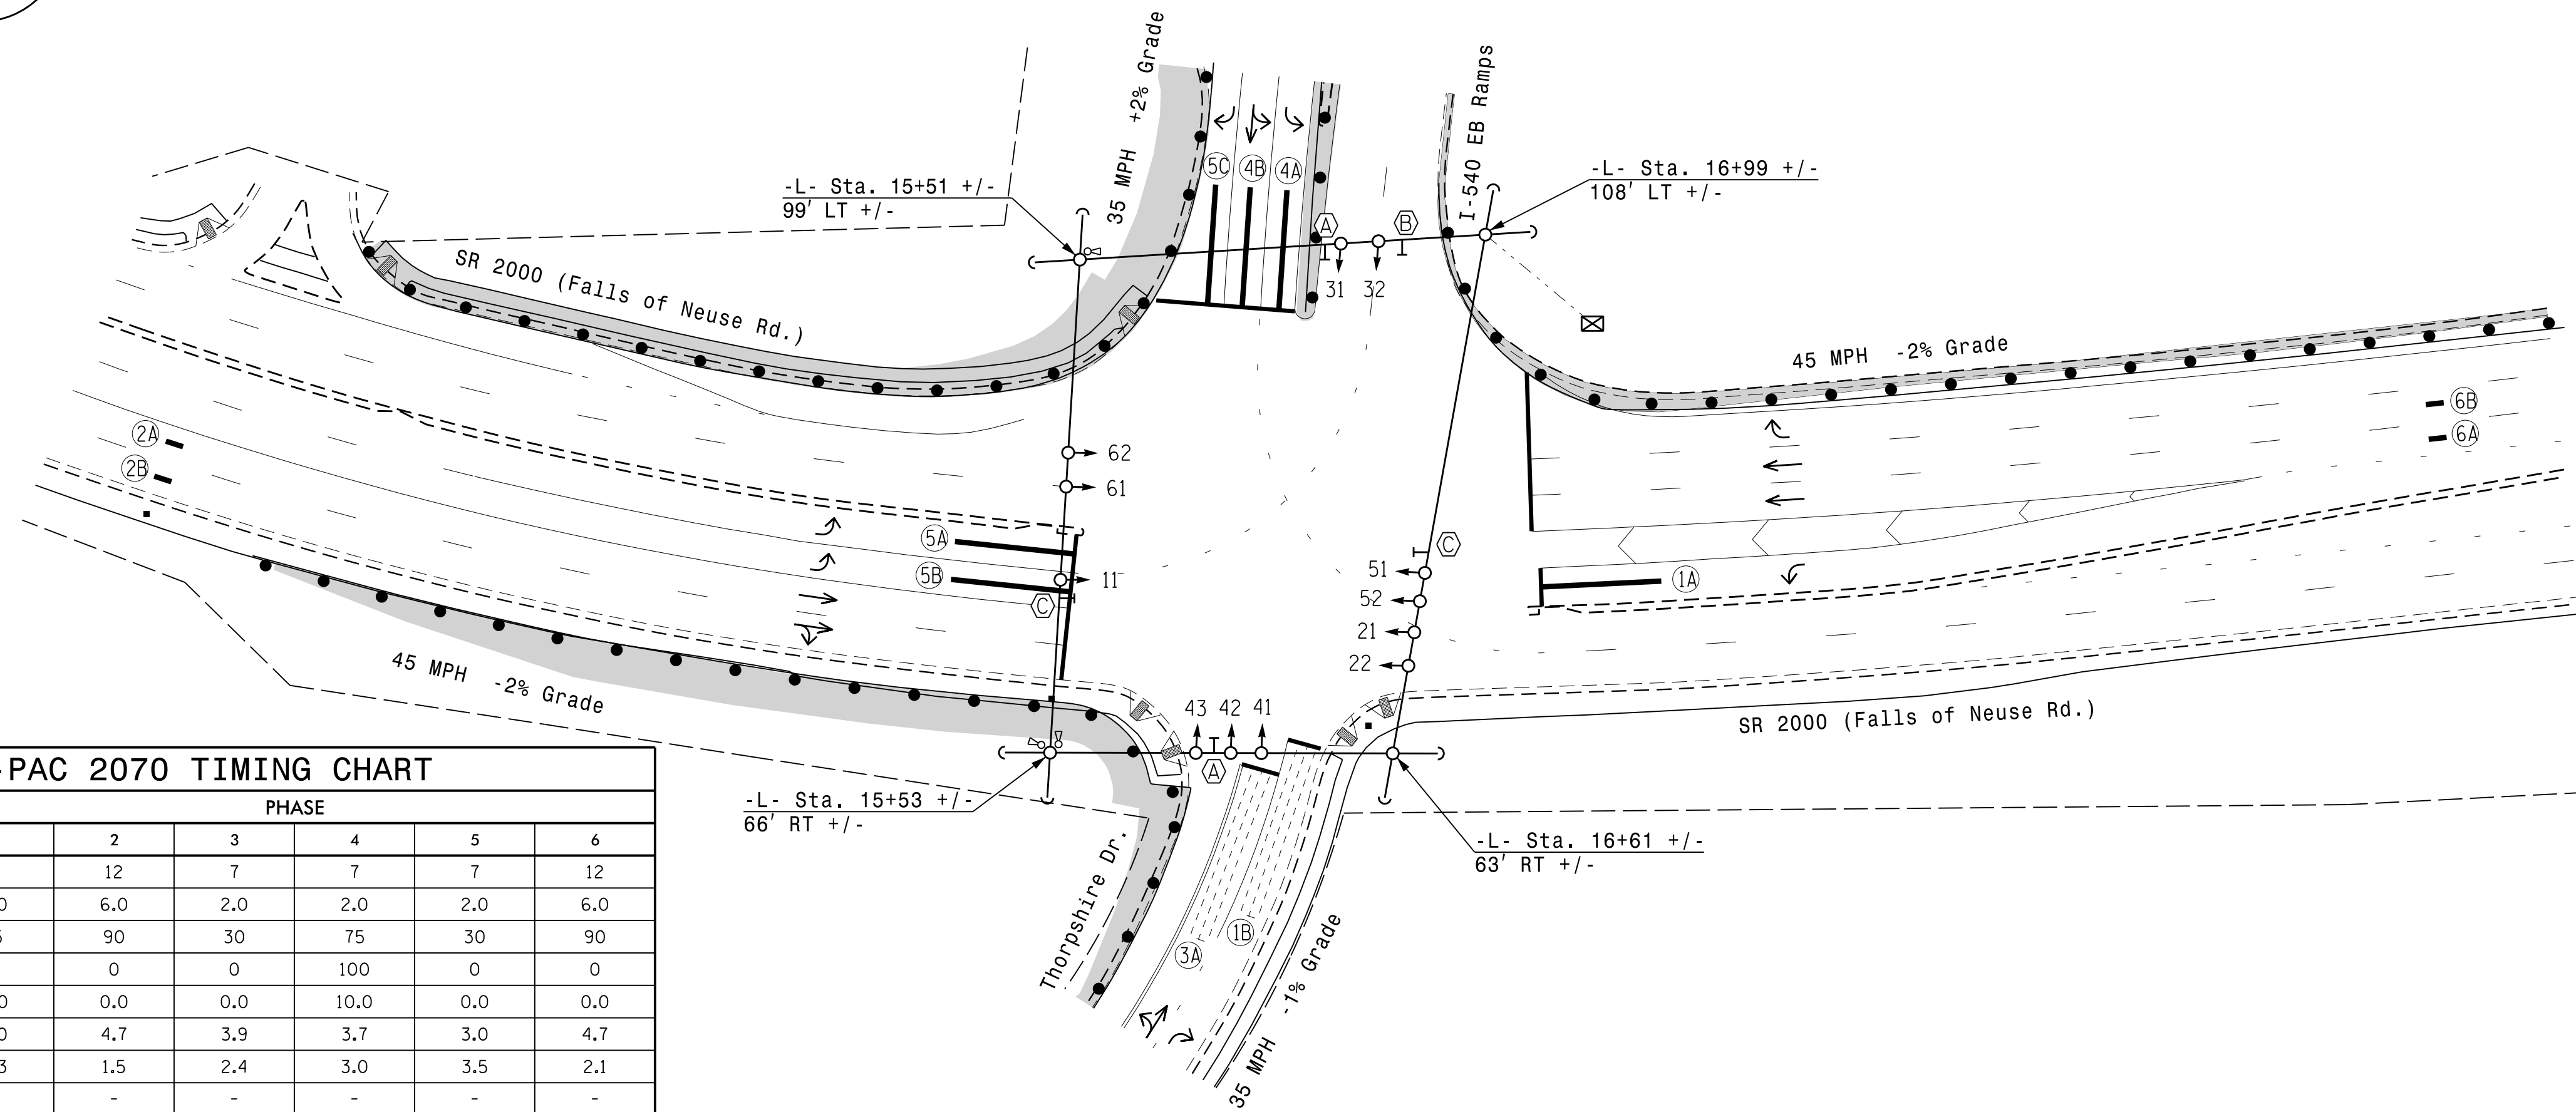 35 MPH +2% Grade
I-540 EB Ramps
-L- Sta. 15+51 +/-
99' LT +/-
-L- Sta. 16+99 +/-
108' LT +/-
5C 4B 4A
A B
31 32
SR 2000 (Falls of Neuse Rd.)
45 MPH -2% Grade
6B
6A
2A
2B
62
61
5A
5B
11
C
C
51
52
21
22
1A
45 MPH -2% Grade
43 42 41
A
SR 2000 (Falls of Neuse Rd.)
-L- Sta. 15+53 +/-
66' RT +/-
-L- Sta. 16+61 +/-
63' RT +/-
Thorpshire Dr.
3A
1B
35 MPH -1% Grade
-PAC 2070 TIMING CHART
PHASE
2 3 4 5 6
12 7 7 7 12
6.0 2.0 2.0 2.0 6.0
90 30 75 30 90
0 0 100 0 0
0.0 0.0 10.0 0.0 0.0
4.7 3.9 3.7 3.0 4.7
1.5 2.4 3.0 3.5 2.1
- - - - -